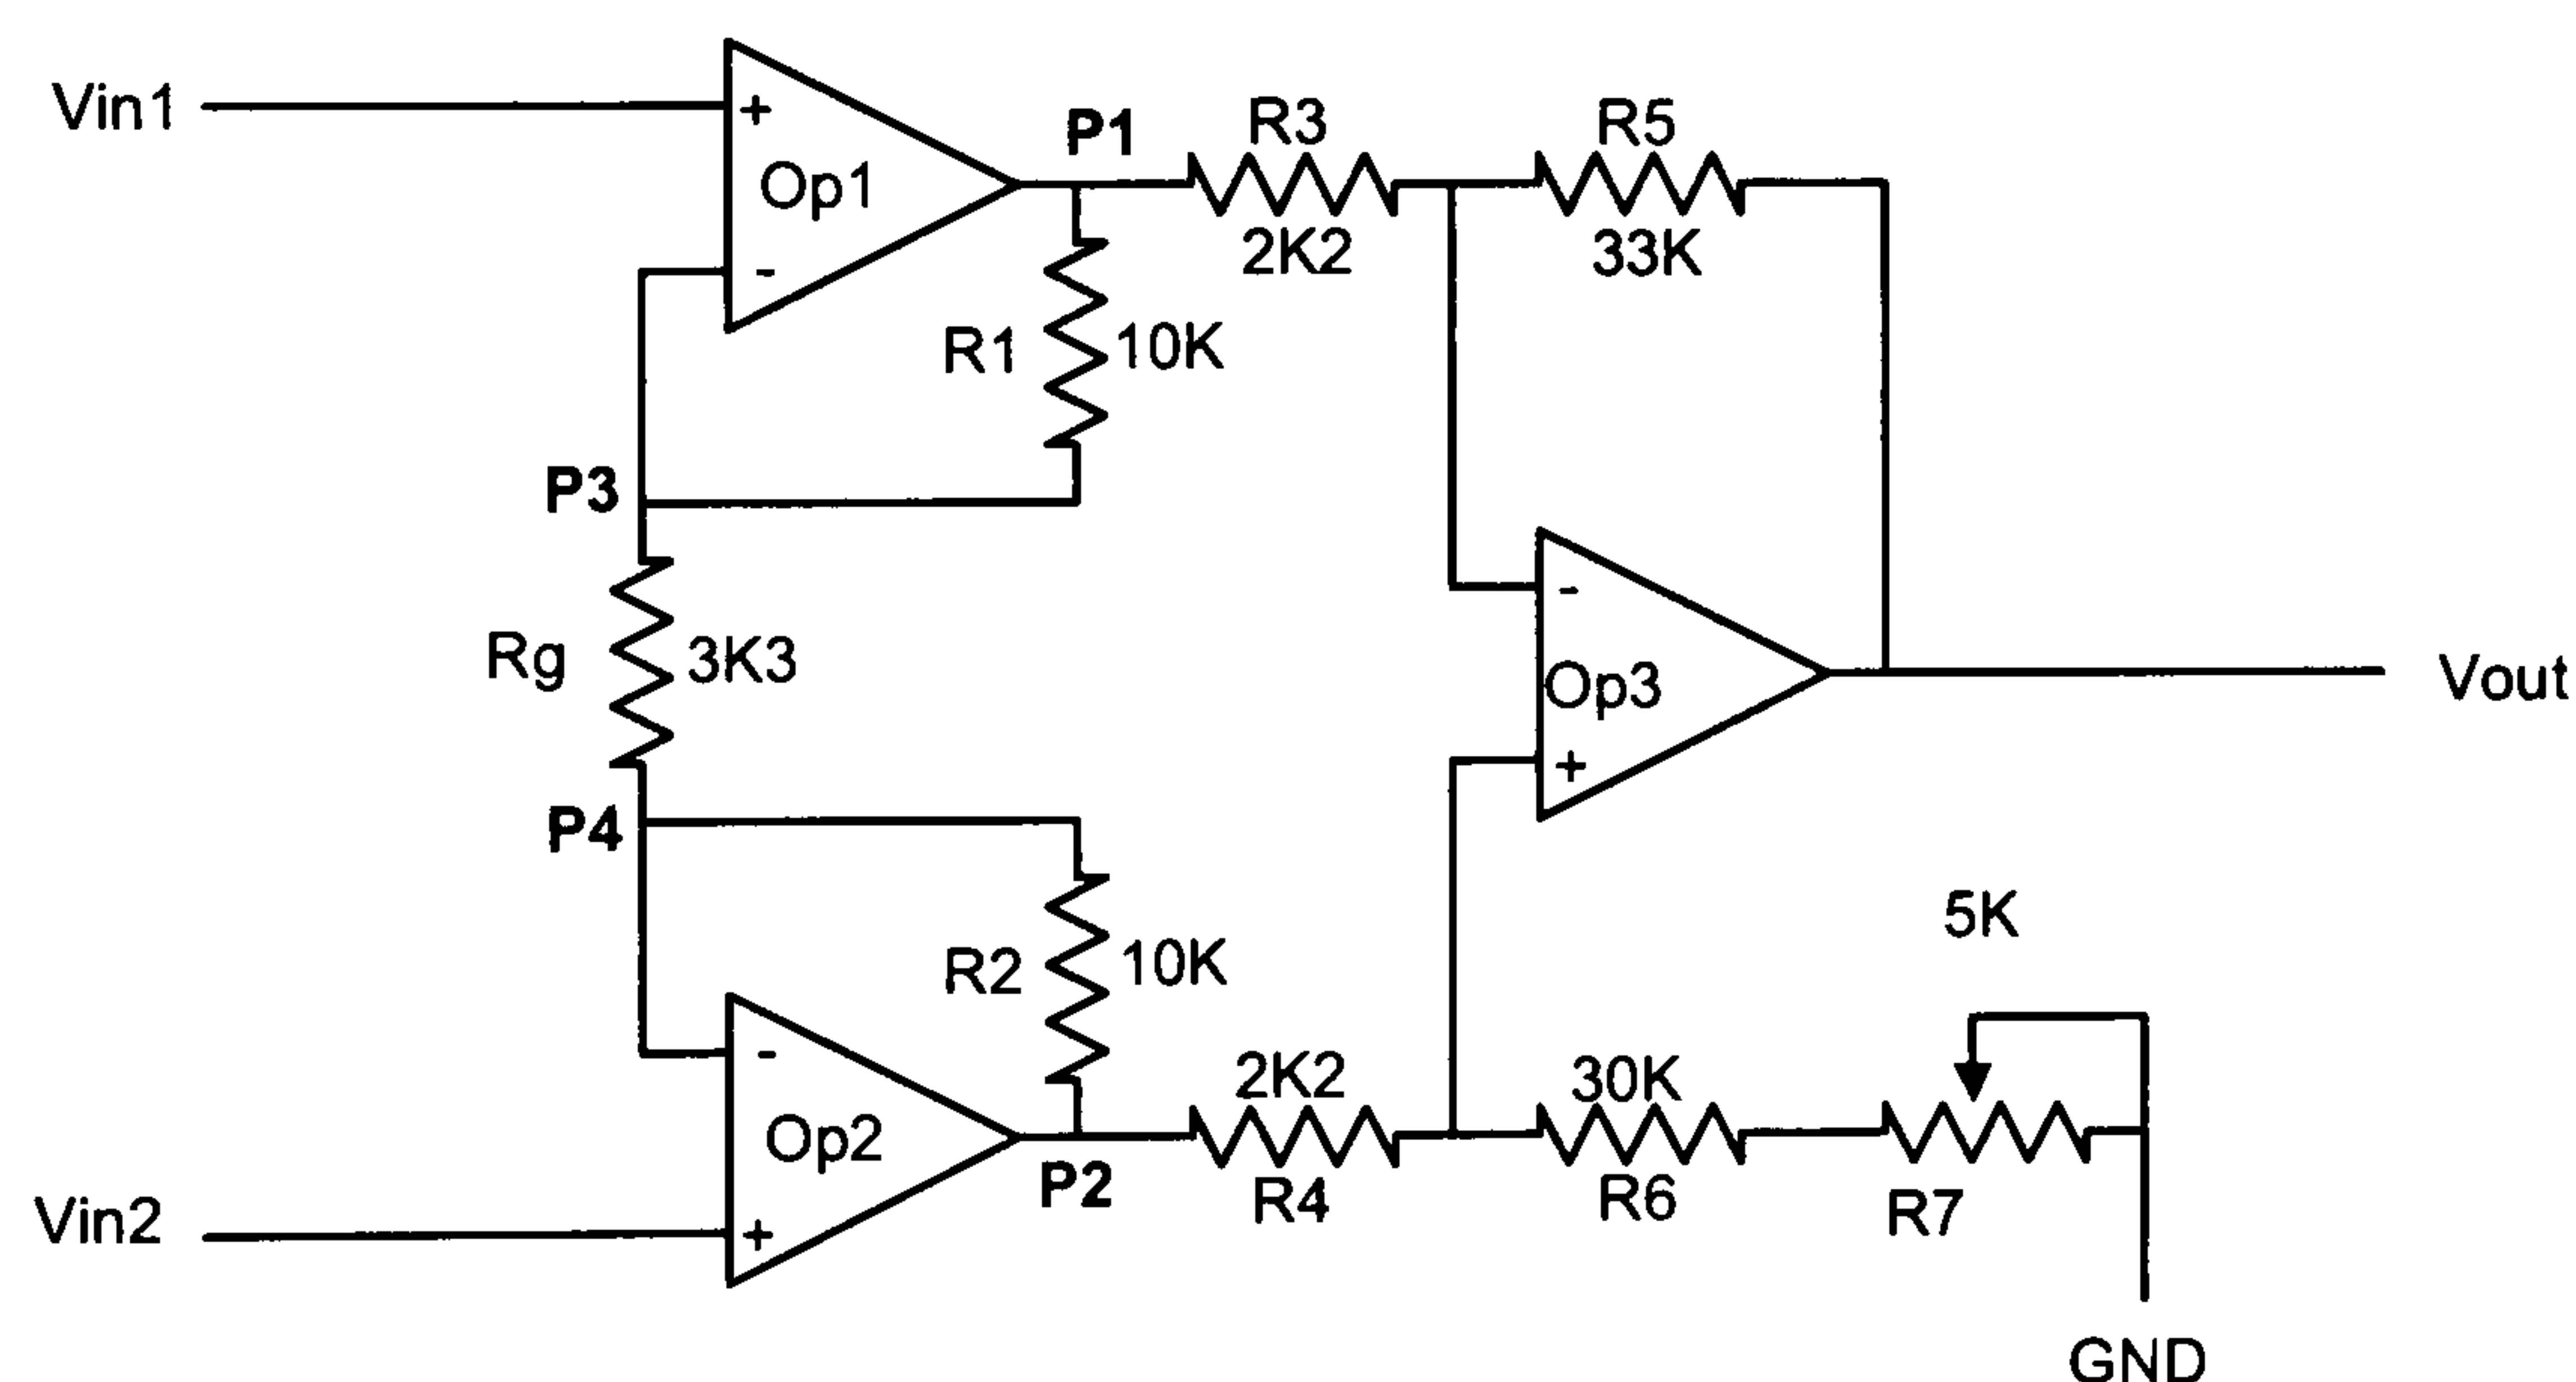 Vin1
+
Op1
-
P1
R3
2K2
R5
33K
R1
10K
P3
Rg
3K3
-
Op3
+
Vout
P4
R2
10K
5K
-
Op2
+
P2
2K2
R4
30K
R6
R7
Vin2
GND